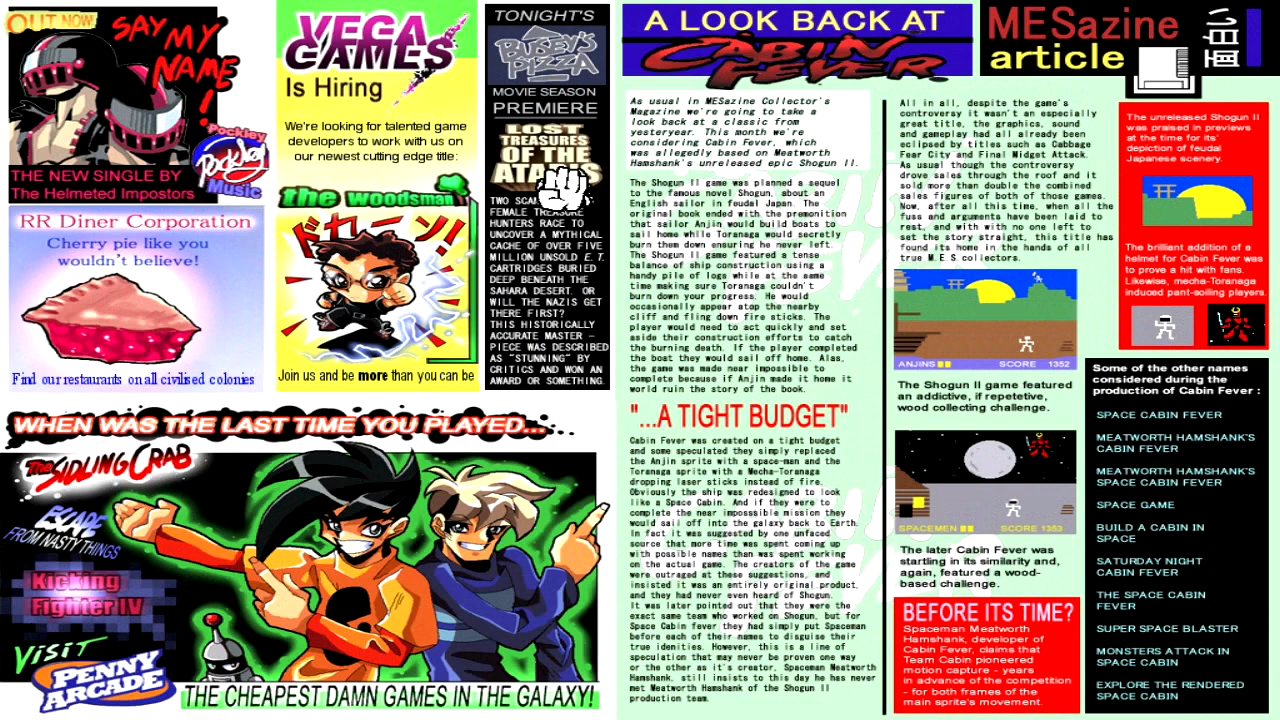 OUT NOW!
SAY MY NAME!
Pockley
PockJoy
Music
THE NEW SINGLE BY
The Helmeted Impostors
RR Diner Corporation
Cherry pie like you
wouldn't believe!
Find our restaurants on all civilised colonies
VEGA
GAMES
Is Hiring
We're looking for talented game
developers to work with us on
our newest cutting edge title:
the woodsman
ドカーン!
Join us and be more than you can be
TONIGHT'S
BUSEY'S
PIZZA
MOVIE SEASON
PREMIERE
LOST
TREASURES
OF THE
ATARI
FEMALE TREASURE
HUNTERS RACE TO
UNCOVER A MYTHICAL
CACHE OF OVER FIVE
MILLION UNSOLD E.T.
CARTRIDGES BURIED
DEEP BENEATH THE
SAHARA DESERT. OR
WILL THE NAZIS GET
THERE FIRST?
THIS HISTORICALLY
ACCURATE MASTER -
PIECE WAS DESCRIBED
AS "STUNNING" BY
CRITICS AND WON AN
AWARD OR SOMETHING.
WHEN WAS THE LAST TIME YOU PLAYED...
The SIDLING CRAB
ESCAPE
FROM NASTY THINGS
Kicking
Fighter IV
VISIT
PENNY
ARCADE
THE CHEAPEST DAMN GAMES IN THE GALAXY!
A LOOK BACK AT
CABIN
FEVER
MESazine
article
As usual in MESazine Collector's
Magazine we're going to take a
look back at a classic from
yesteryear. This month we're
considering Cabin Fever, which
was allegedly based on Meatworth
Hamshank's unreleased epic Shogun II.
The Shogun II game was planned a sequel
to the famous novel Shogun, about an
English sailor in feudal Japan. The
original book ended with the premonition
that sailor Anjin would build boats to
sail home while Toranaga would secretly
burn them down ensuring he never left.
The Shogun II game featured a tense
balance of ship construction using a
handy pile of logs while at the same
time making sure Toranaga couldn't
burn down your progress. He would
occasionally appear atop the nearby
cliff and fling down fire sticks. The
player would need to act quickly and set
aside their construction efforts to catch
the burning death. If the player completed
the boat they would sail off home. Alas,
the game was made near impossible to
complete because if Anjin made it home it
world ruin the story of the book.
"...A TIGHT BUDGET"
Cabin Fever was created on a tight budget
and some speculated they simply replaced
the Anjin sprite with a space-man and the
Toranaga sprite with a Mecha-Toranaga
dropping laser sticks instead of fire.
Obviously the ship was redesigned to look
like a Space Cabin. And if they were to
complete the near imposssible mission they
would sail off into the galaxy back to Earth.
In fact it was suggested by one unfaced
source that more time was spent coming up
with possible names than was spent working
on the actual game. The creators of the game
were outraged at these suggestions, and
insisted it was an entirely original product,
and they had never even heard of Shogun.
It was later pointed out that they were the
exact same team who worked on Shogun, but for
Space Cabin fever they had simply put Spaceman
before each of their names to disguise their
true idenities. However, this is a line of
speculation that may never be proven one way
or the other as it's creator, Spaceman Meatworth
Hamshank, still insists to this day he has never
met Meatworth Hamshank of the Shogun II
production team.
All in all, despite the game's
controversy it wasn't an especially
great title, the graphics, sound
and gameplay had all already been
eclipsed by titles such as Cabbage
Fear City and Final Midget Attack.
As usual though the controversy
drove sales through the roof and it
sold more than double the combined
sales figures of both of those games.
Now, after all this time, when all the
fuss and arguments have been laid to
rest, and with with no one left to
set the story straight, this title has
found its home in the hands of all
true M.E.S collectors.
ANJINS SCORE 1352
The Shogun II game featured
an addictive, if repetetive,
wood collecting challenge.
SPACEMEN SCORE 1353
The later Cabin Fever was
startling in its similarity and,
again, featured a wood-
based challenge.
BEFORE ITS TIME?
Spaceman Meatworth
Hamshank, developer of
Cabin Fever, claims that
Team Cabin pioneered
motion capture - years
in advance of the competition
- for both frames of the
main sprite's movement.
The unreleased Shogun II
was praised in previews
at the time for its'
depiction of feudal
Japanese scenery.
The brilliant addition of a
helmet for Cabin Fever was
to prove a hit with fans.
Likewise, mecha-Toranaga
induced pant-soiling players.
Some of the other names
considered during the
production of Cabin Fever :
SPACE CABIN FEVER
MEATWORTH HAMSHANK'S
CABIN FEVER
MEATWORTH HAMSHANK'S
SPACE CABIN FEVER
SPACE GAME
BUILD A CABIN IN
SPACE
SATURDAY NIGHT
CABIN FEVER
THE SPACE CABIN
FEVER
SUPER SPACE BLASTER
MONSTERS ATTACK IN
SPACE CABIN
EXPLORE THE RENDERED
SPACE CABIN